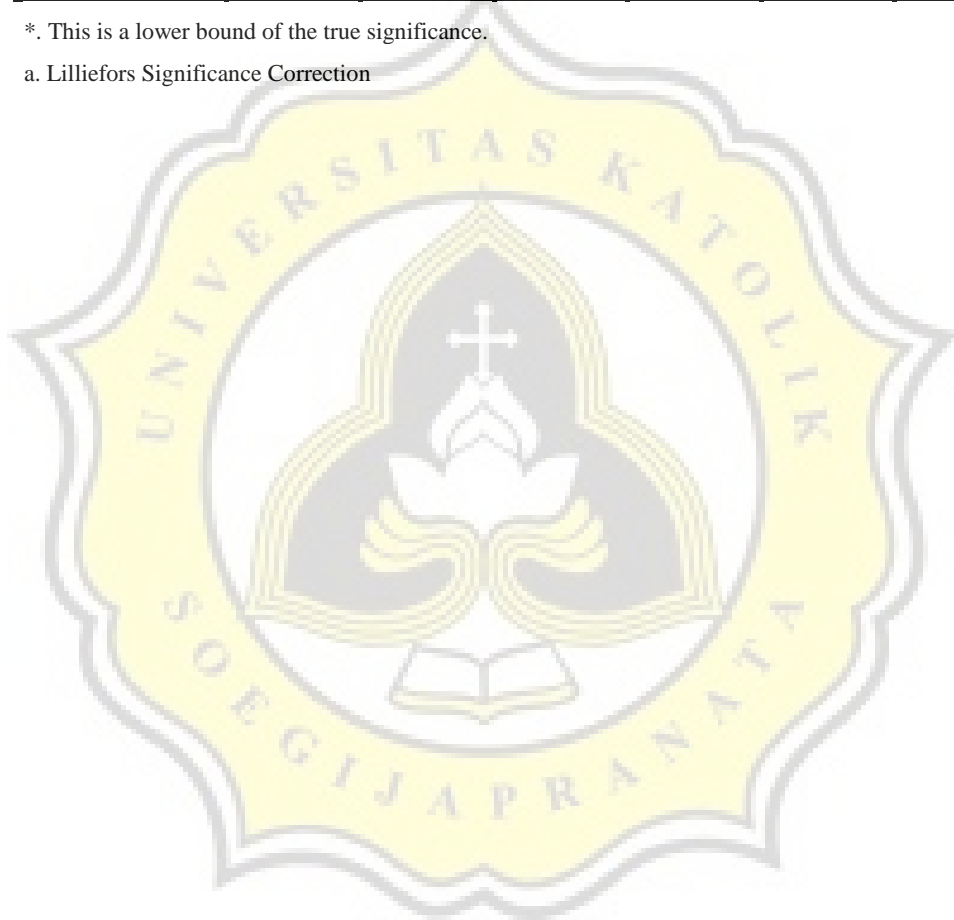 *. This is a lower bound of the true significance.
a. Lilliefors Significance Correction
UNIVERSITAS KATOLIK
SOEGIJAPRANATA